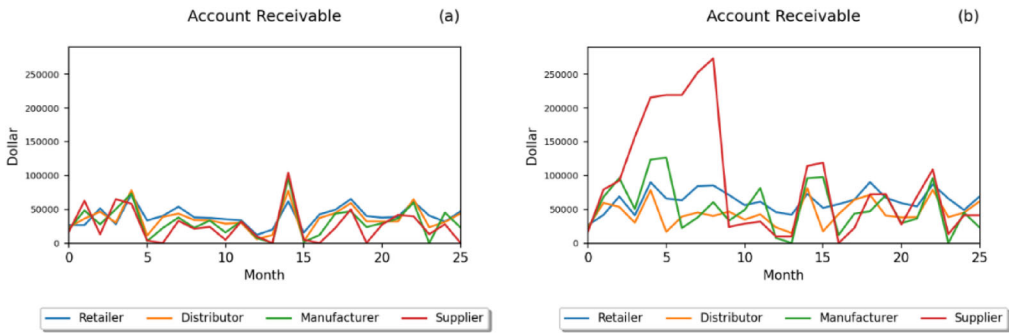 Account Receivable (a)
250000
200000
150000
100000
50000
0
Dollar
0 5 10 15 20 25
Month
Retailer Distributor Manufacturer Supplier
Account Receivable (b)
250000
200000
150000
100000
50000
0
Dollar
0 5 10 15 20 25
Month
Retailer Distributor Manufacturer Supplier